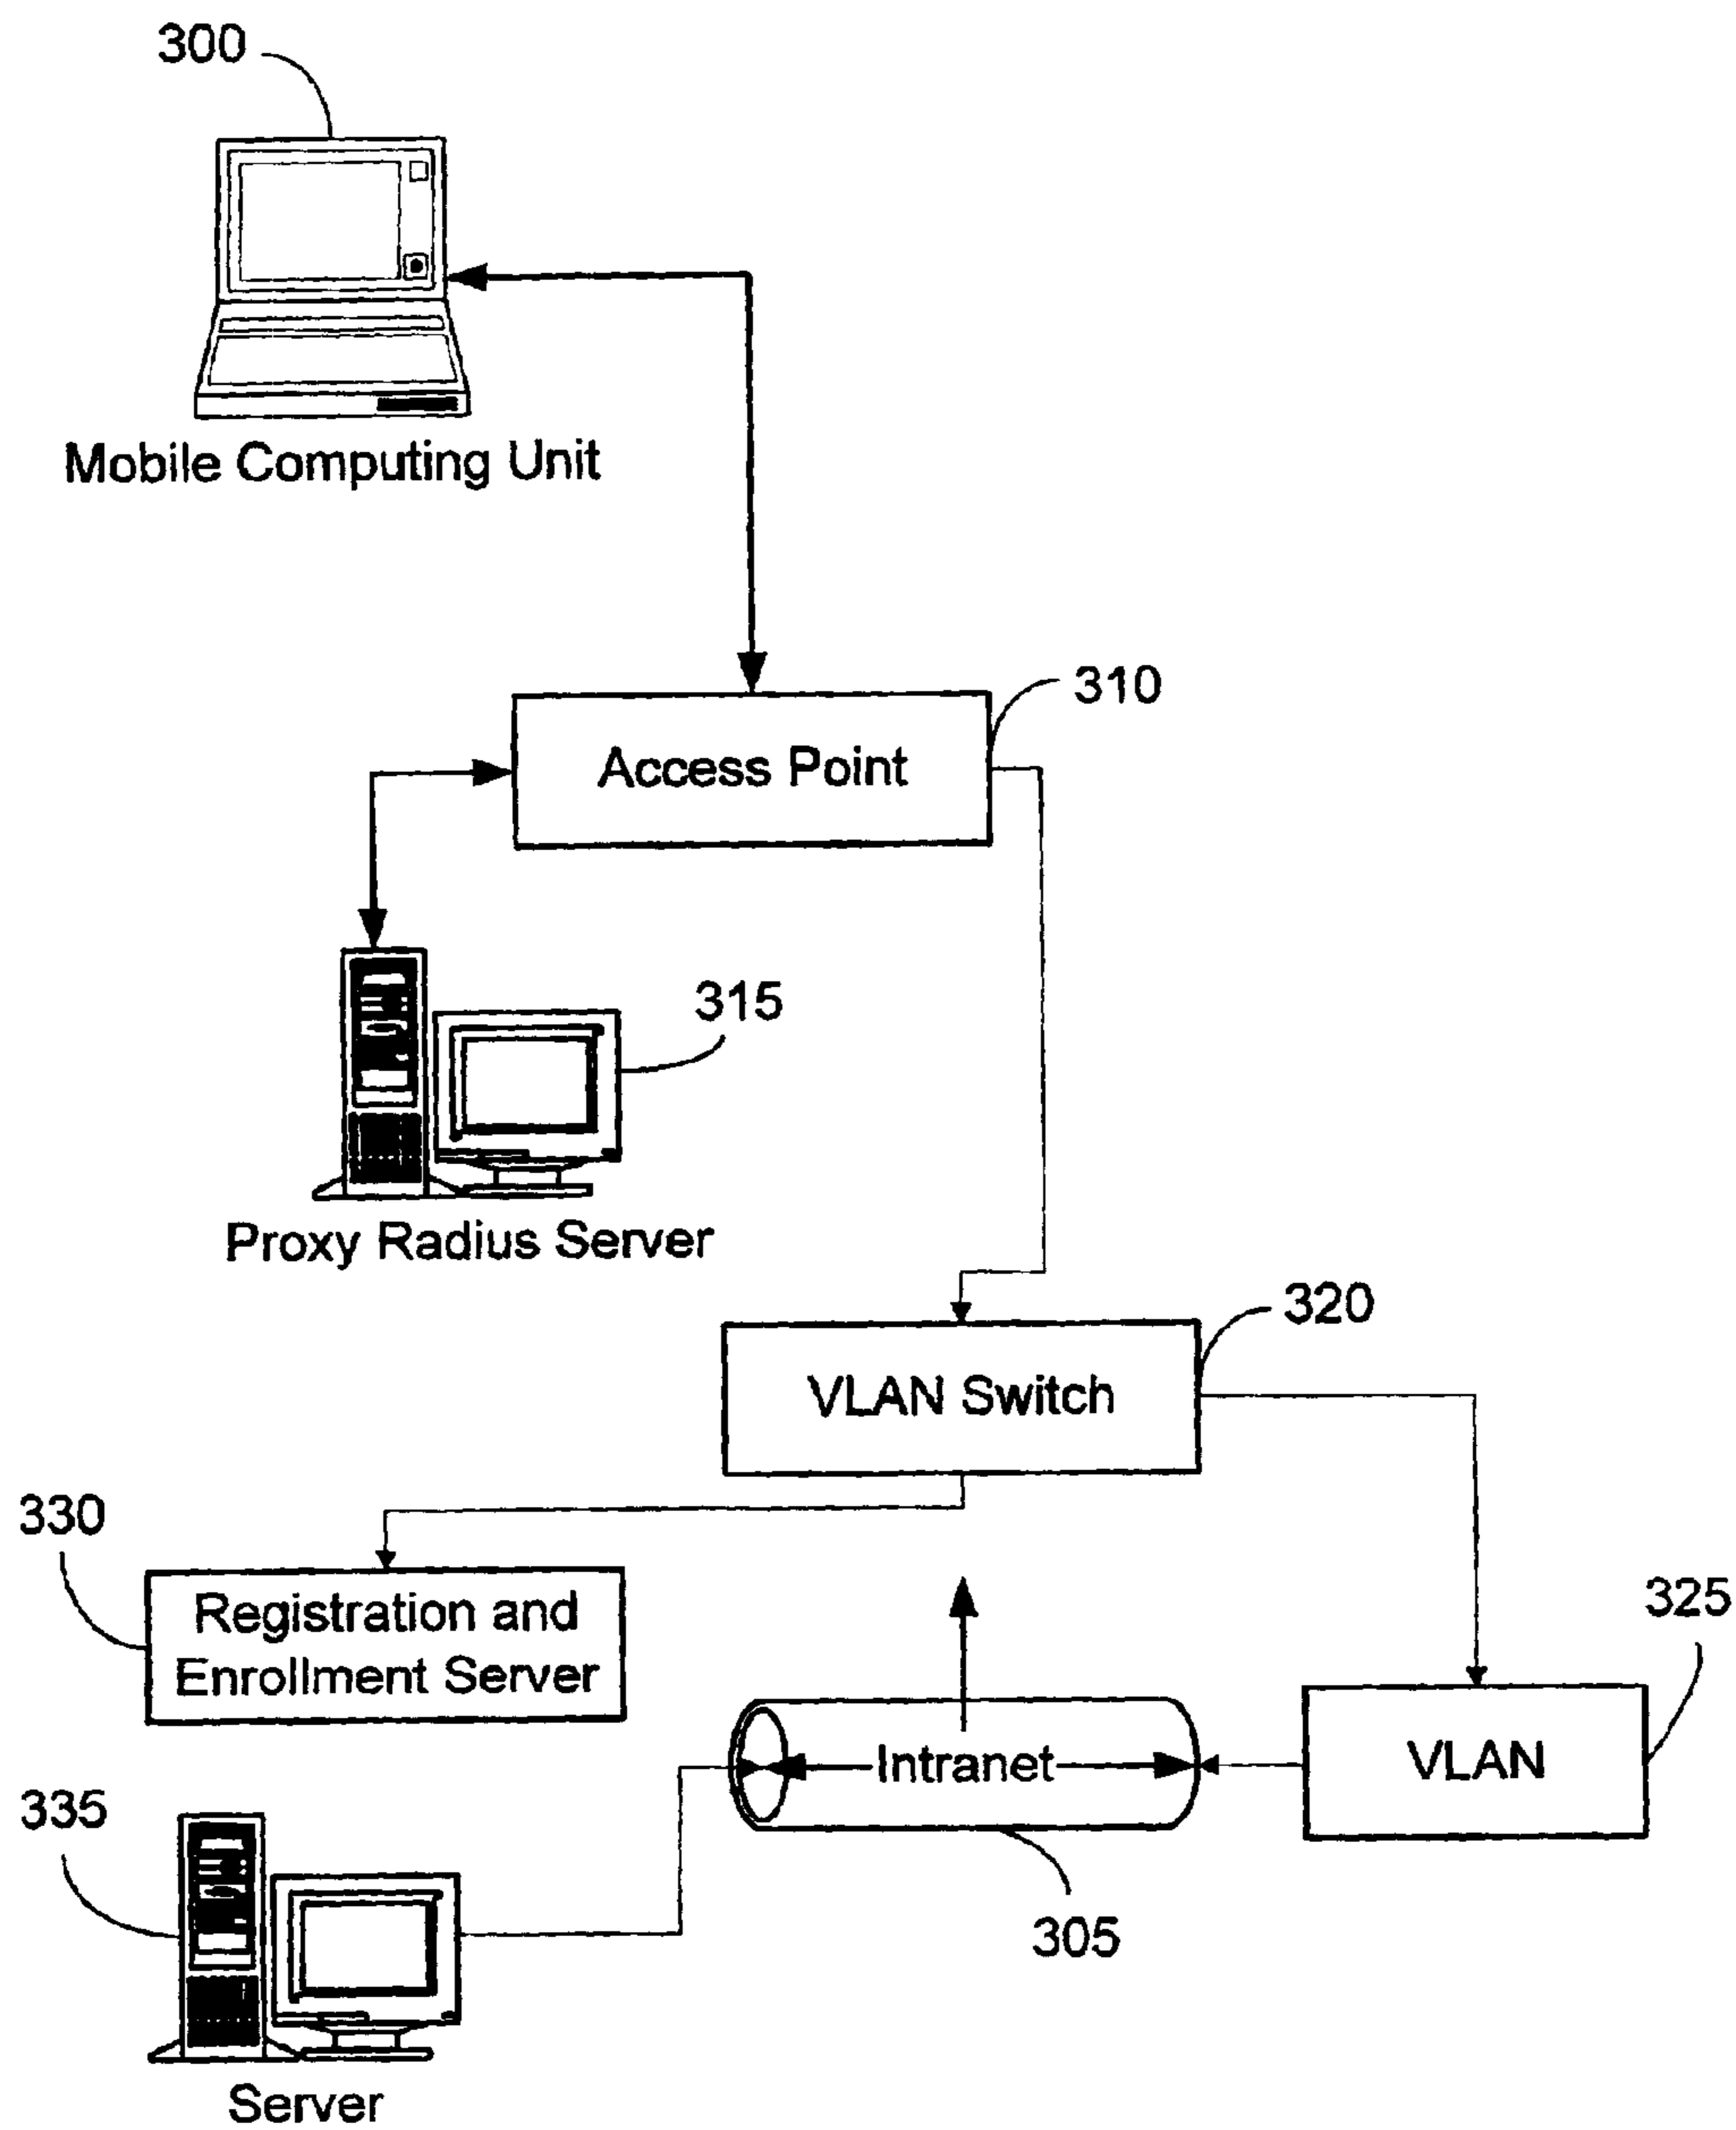 300
Mobile Computing Unit
310
Access Point
315
Proxy Radius Server
320
VLAN Switch
330
Registration and
Enrollment Server
325
Intranet
VLAN
335
305
Server